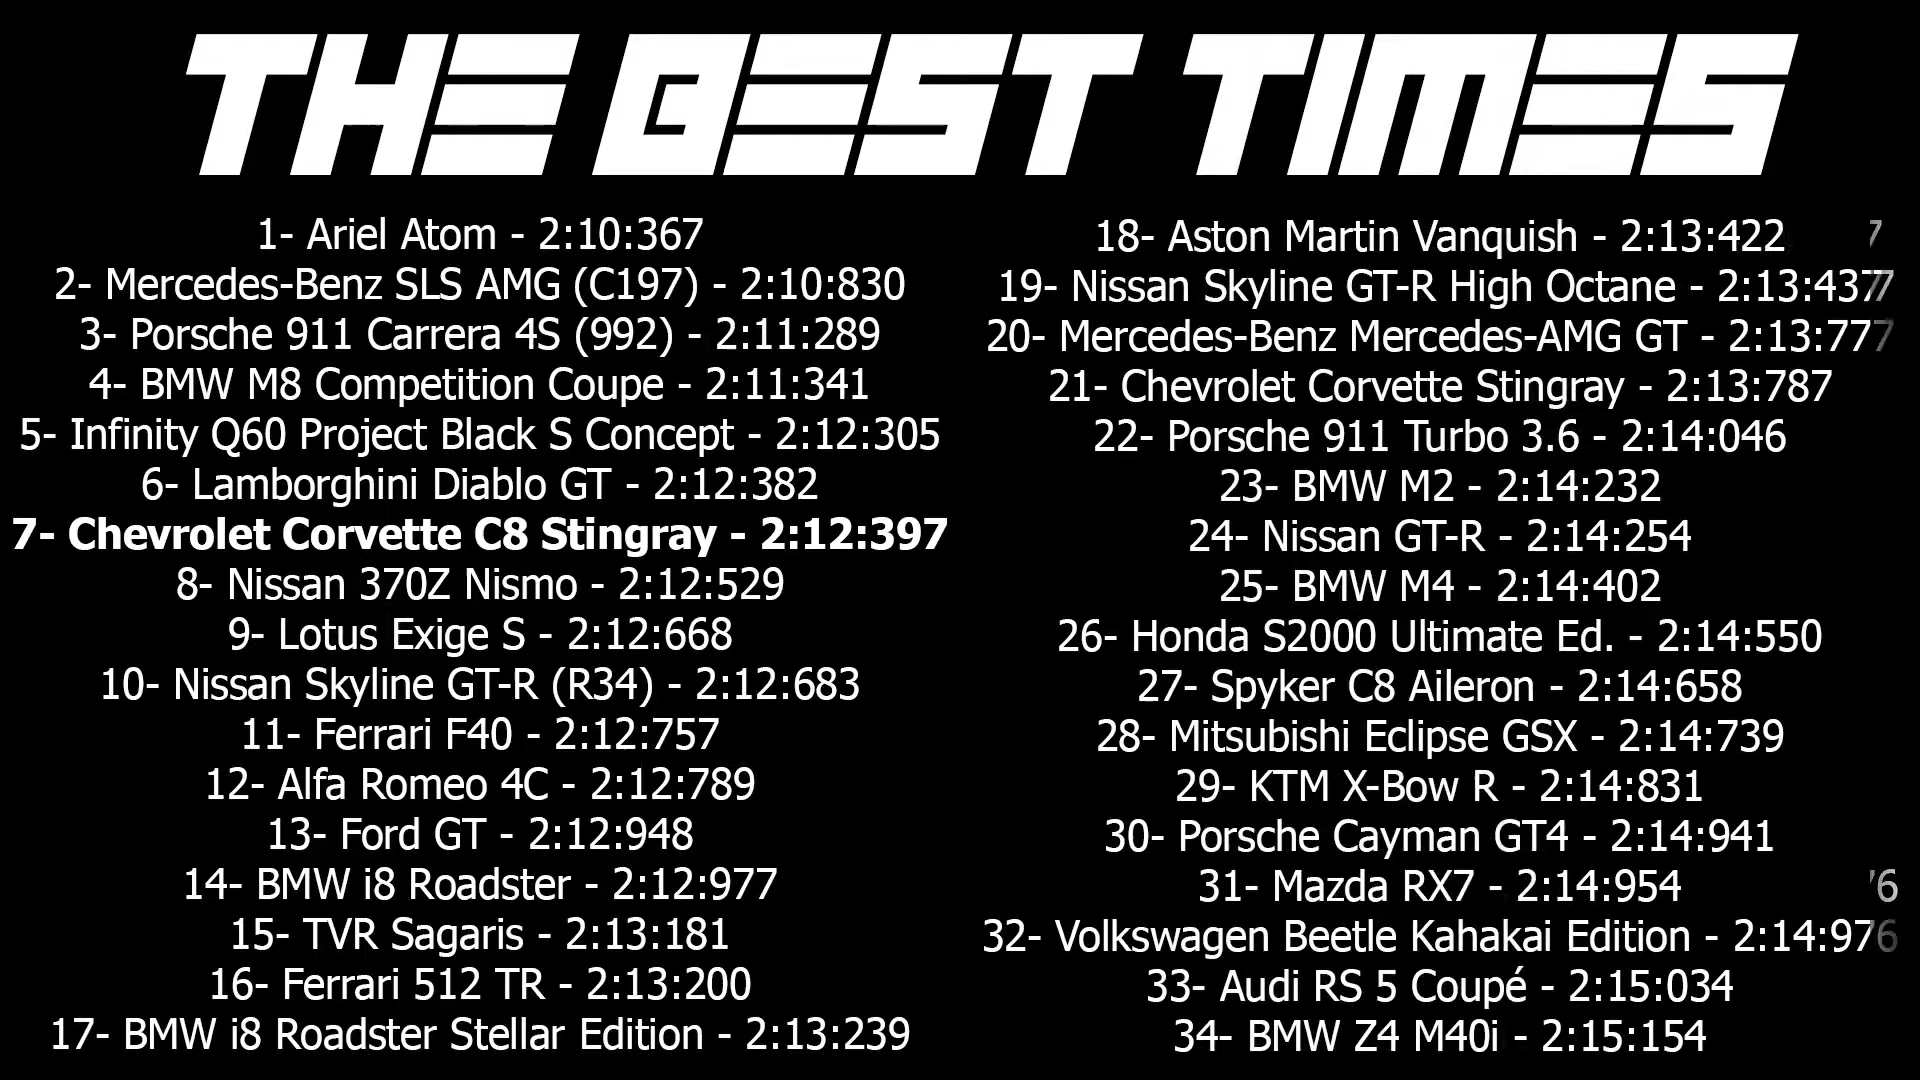 THE BEST TIMES
1- Ariel Atom - 2:10:367
2- Mercedes-Benz SLS AMG (C197) - 2:10:830
3- Porsche 911 Carrera 4S (992) - 2:11:289
4- BMW M8 Competition Coupe - 2:11:341
5- Infinity Q60 Project Black S Concept - 2:12:305
6- Lamborghini Diablo GT - 2:12:382
7- Chevrolet Corvette C8 Stingray - 2:12:397
8- Nissan 370Z Nismo - 2:12:529
9- Lotus Exige S - 2:12:668
10- Nissan Skyline GT-R (R34) - 2:12:683
11- Ferrari F40 - 2:12:757
12- Alfa Romeo 4C - 2:12:789
13- Ford GT - 2:12:948
14- BMW i8 Roadster - 2:12:977
15- TVR Sagaris - 2:13:181
16- Ferrari 512 TR - 2:13:200
17- BMW i8 Roadster Stellar Edition - 2:13:239
18- Aston Martin Vanquish - 2:13:422
19- Nissan Skyline GT-R High Octane - 2:13:437
20- Mercedes-Benz Mercedes-AMG GT - 2:13:777
21- Chevrolet Corvette Stingray - 2:13:787
22- Porsche 911 Turbo 3.6 - 2:14:046
23- BMW M2 - 2:14:232
24- Nissan GT-R - 2:14:254
25- BMW M4 - 2:14:402
26- Honda S2000 Ultimate Ed. - 2:14:550
27- Spyker C8 Aileron - 2:14:658
28- Mitsubishi Eclipse GSX - 2:14:739
29- KTM X-Bow R - 2:14:831
30- Porsche Cayman GT4 - 2:14:941
31- Mazda RX7 - 2:14:954
32- Volkswagen Beetle Kahakai Edition - 2:14:976
33- Audi RS 5 Coupé - 2:15:034
34- BMW Z4 M40i - 2:15:154